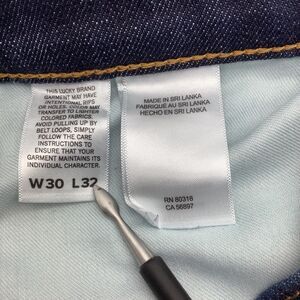 THIS LUCKY BRAND
GARMENT MAY HAVE
INTENTIONAL RIPS
OR HOLES. COLOR MAY
TRANSFER TO LIGHTER
COLORED FABRICS.
AVOID PULLING UP BY
BELT LOOPS, SIMPLY
FOLLOW THE CARE
INSTRUCTIONS TO
ENSURE THAT YOUR
GARMENT MAINTAINS ITS
INDIVIDUAL CHARACTER.
W30 L32
MADE IN SRI LANKA
FABRIQUÉ AU SRI LANKA
HECHO EN SRI LANKA
RN 80318
CA 56897